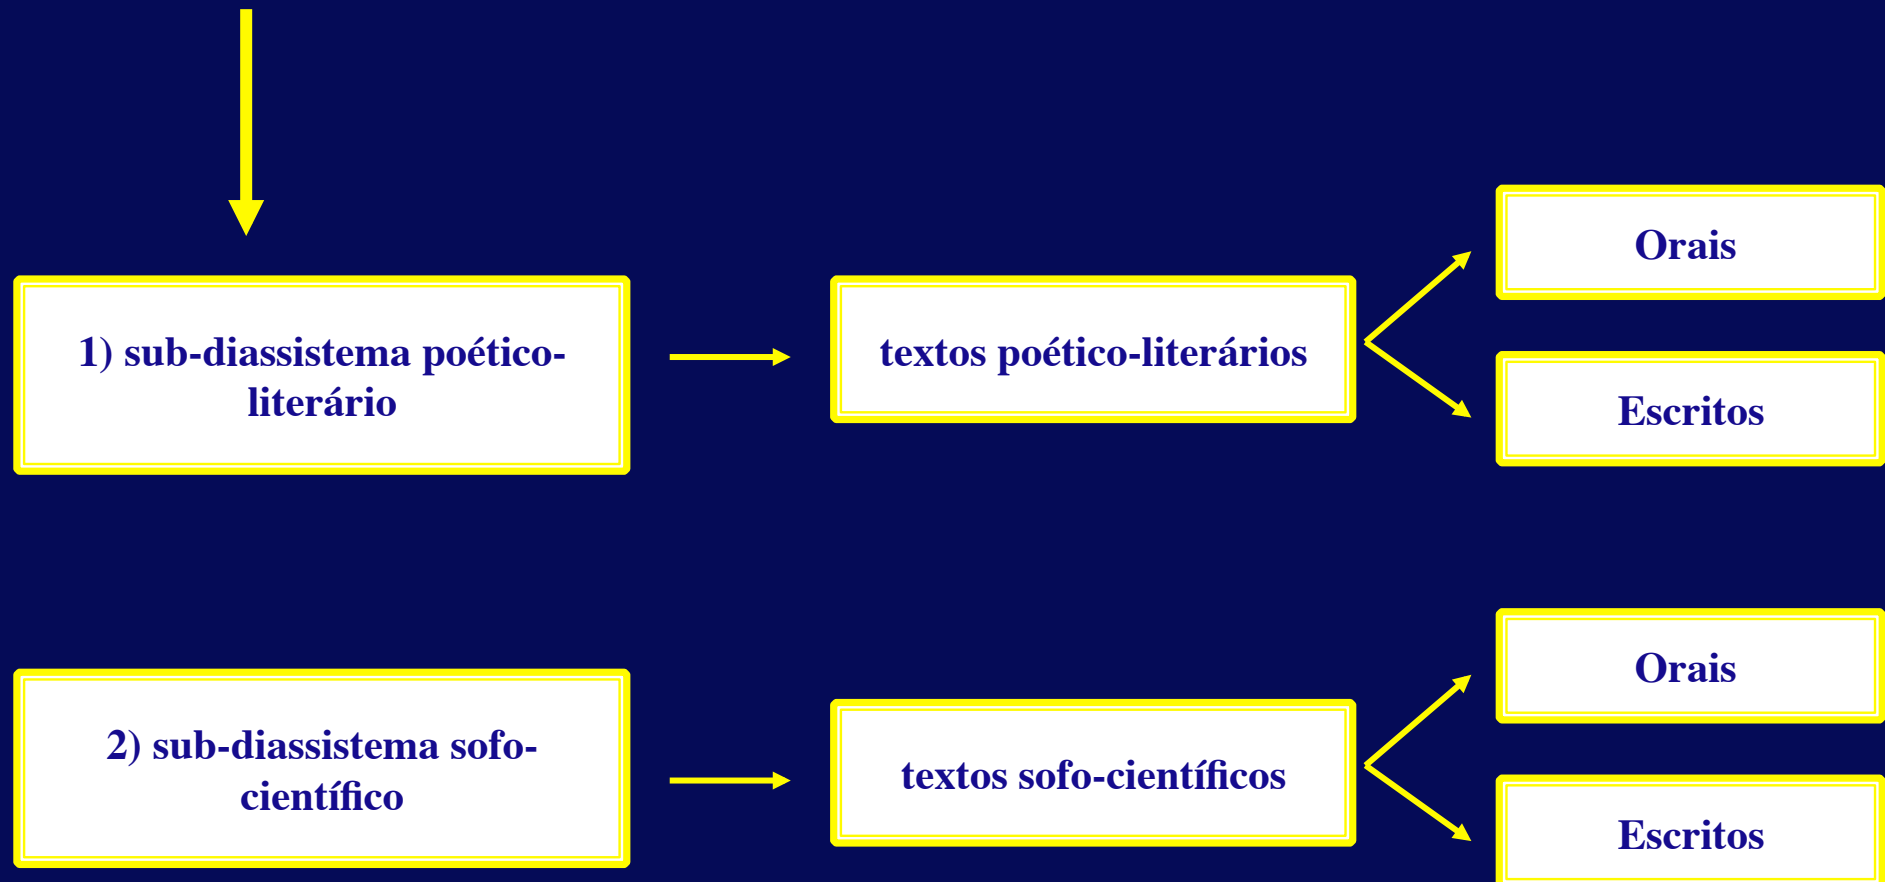 1) sub-diassistema poético-
literário
textos poético-literários
Orais
Escritos
2) sub-diassistema sofo-
científico
textos sofo-científicos
Orais
Escritos